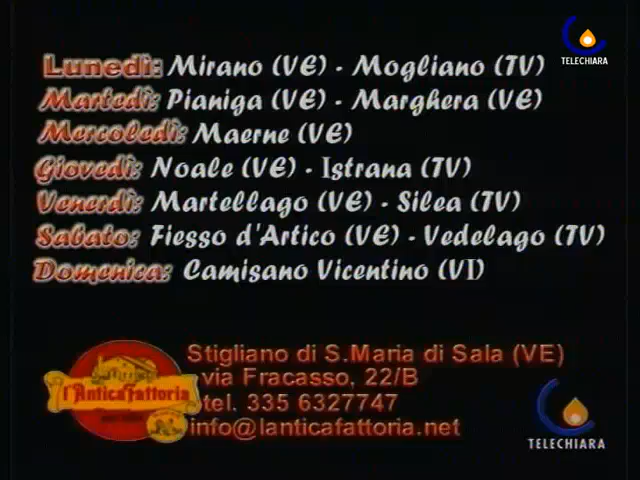 TELECHIARA
Lunedì: Mirano (VE) - Mogliano (TV)
Martedì: Pianiga (VE) - Marghera (VE)
Mercoledì: Maerne (VE)
Giovedì: Noale (VE) - Istrana (TV)
Venerdì: Martellago (VE) - Silea (TV)
Sabato: Fiesso d'Artico (VE) - Vedelago (TV)
Domenica: Camisano Vicentino (VI)
l'Antica Fattoria
Stigliano di S.Maria di Sala (VE)
via Fracasso, 22/B
tel. 335 6327747
info@lanticafattoria.net
TELECHIARA